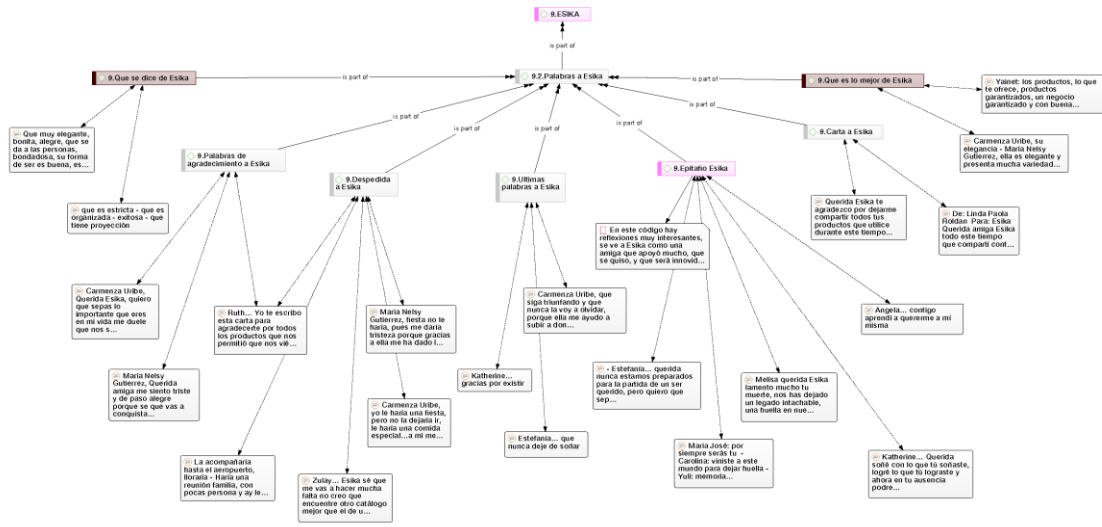 9.ESIKA
is part of
9.Que se dice de Esika
is part of
9.2.Palabras a Esika
is part of
9.Que es lo mejor de Esika
Yainet: los productos, lo que
te ofrece, productos
garantizados, un negocio
garantizado y con buena...
is part of
is part of
is part of
is part of
is part of
Que muy elegante,
bonita, alegre, que se
da a las personas,
bondadosa, su forma
de ser es buena, es...
9.Carta a Esika
Carmenza Uribe, su
elegancia - Maria Nelsy
Gutierrez, ella es elegante y
presenta mucha variedad...
9.Palabras de
agradecimiento a Esika
9.Despedida
a Esika
9.Ultimas
palabras a Esika
9.Epitafio Esika
que es estricta - que es
organizada - exitosa - que
tiene proyección
Querida Esika te
agradezco por dejarme
compartir todos tus
productos que utilice
durante este tiempo...
De: Linda Paola
Roldan Para: Esika
Querida amiga Esika
todo este tiempo
que compartí cont...
En este código hay
reflexiones muy interesantes,
se ve a Esika como una
amiga que apoyó mucho, que
se quiso, y que será innovid...
Carmenza Uribe,
Querida Esika, quiero
que sepas lo
importante que eres
en mi vida me duele
que nos s...
Ruth... Yo te escribo
esta carta para
agradecerte por todos
los productos que nos
permitió que nos vié...
Maria Nelsy
Gutierrez, fiesta no le
haría, pues me daría
tristeza porque gracias
a ella me ha dado l...
Carmenza Uribe, que
siga triunfando y que
nunca la voy a olvidar,
porque ella me ayudo a
subir a don...
Angela... contigo
aprendí a quererme a mí
misma
Maria Nelsy
Gutierrez, Querida
amiga me siento triste
y de paso alegre
porque se que vas a
conquista...
Katherine...
gracias por existir
- Estefanía... querida
nunca estamos preparados
para la partida de un ser
querido, pero quiero que
sep...
Melisa querida Esika
lamento mucho tu
muerte, nos has dejado
un legado intachable,
una huella en nue...
Carmenza Uribe,
yo le haría una fiesta,
pero no la dejaría ir,
le haría una comida
especial...a mi me...
Estefanía... que
nunca deje de soñar
Maria José: por
siempre serás tu -
Carolina: viniste a este
mundo para dejar huella -
Yuli: memoria...
Katherine... Querida
soñé con lo que tú soñaste,
logré lo que tú lograste y
ahora en tu ausencia
podre...
La acompañaría
hasta el aeropuerto,
lloraría - Haría una
reunión familia, con
pocas persona y ay le...
Zulay... Esika sé que
me vas a hacer mucha
falta no creo que
encuentre otro catálogo
mejor que el de u...